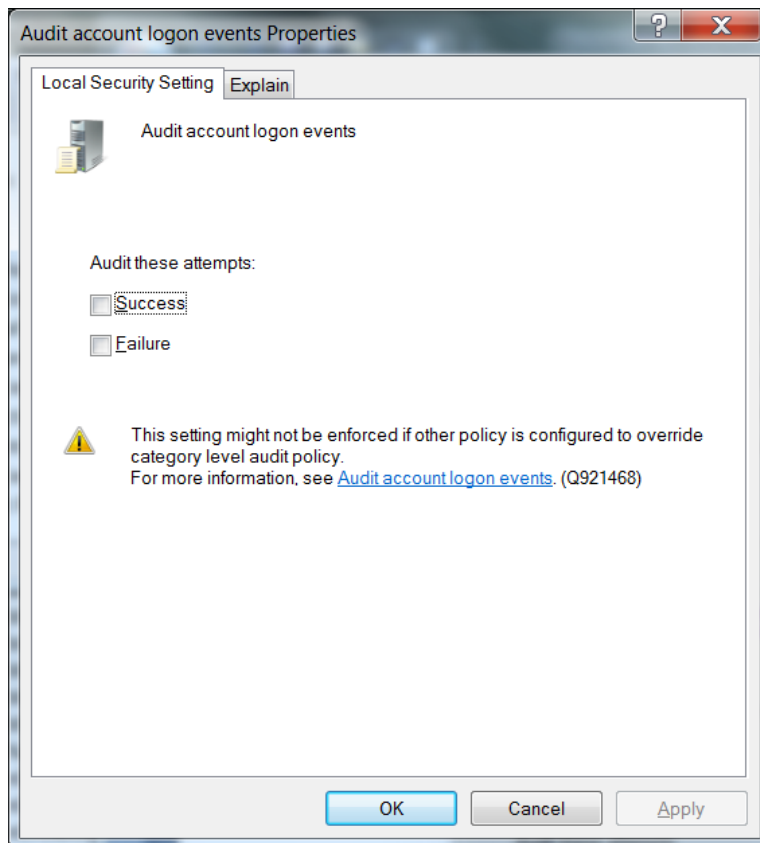 Audit account logon events Properties
?
X
Local Security Setting
Explain
Audit account logon events
Audit these attempts:
Success
Failure
This setting might not be enforced if other policy is configured to override
category level audit policy.
For more information, see Audit account logon events. (Q921468)
OK
Cancel
Apply